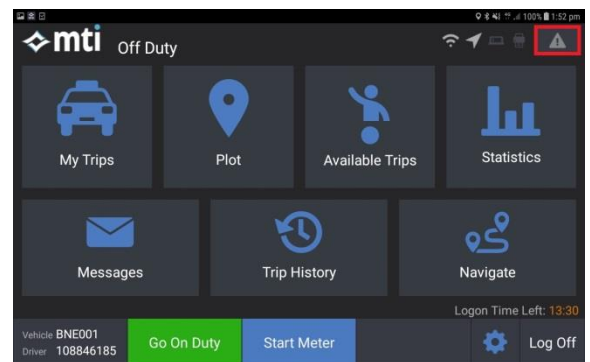 100% 1:52 pm
mti Off Duty
My Trips Plot Available Trips Statistics
Messages Trip History Navigate
Logon Time Left: 13:30
Vehicle BNE001 Go On Duty Start Meter Log Off
Driver 108846185